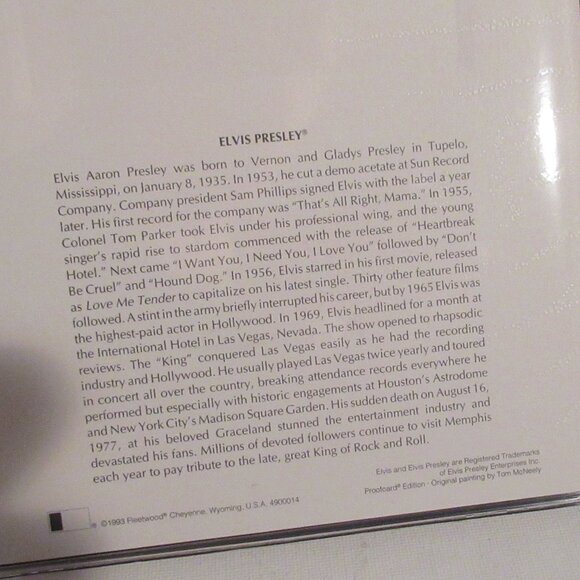 ELVIS PRESLEY®
Elvis Aaron Presley was born to Vernon and Gladys Presley in Tupelo,
Mississippi, on January 8, 1935. In 1953, he cut a demo acetate at Sun Record
Company. Company president Sam Phillips signed Elvis with the label a year
later. His first record for the company was "That's All Right, Mama." In 1955,
Colonel Tom Parker took Elvis under his professional wing, and the young
singer's rapid rise to stardom commenced with the release of "Heartbreak
Hotel." Next came "I Want You, I Need You, I Love You" followed by "Don't
Be Cruel" and "Hound Dog." In 1956, Elvis starred in his first movie, released
as Love Me Tender to capitalize on his latest single. Thirty other feature films
followed. A stint in the army briefly interrupted his career, but by 1965 Elvis was
the highest-paid actor in Hollywood. In 1969, Elvis headlined for a month at
the International Hotel in Las Vegas, Nevada. The show opened to rhapsodic
reviews. The "King" conquered Las Vegas easily as he had the recording
industry and Hollywood. He usually played Las Vegas twice yearly and toured
in concert all over the country, breaking attendance records everywhere he
performed but especially with historic engagements at Houston's Astrodome
and New York City's Madison Square Garden. His sudden death on August 16,
1977, at his beloved Graceland stunned the entertainment industry and
devastated his fans. Millions of devoted followers continue to visit Memphis
each year to pay tribute to the late, great King of Rock and Roll.
Elvis and Elvis Presley are Registered Trademarks
of Elvis Presley Enterprises Inc
Proofcard® Edition · Original painting by Tom McNeely
©1993 Fleetwood® Cheyenne, Wyoming, U.S.A. 4900014